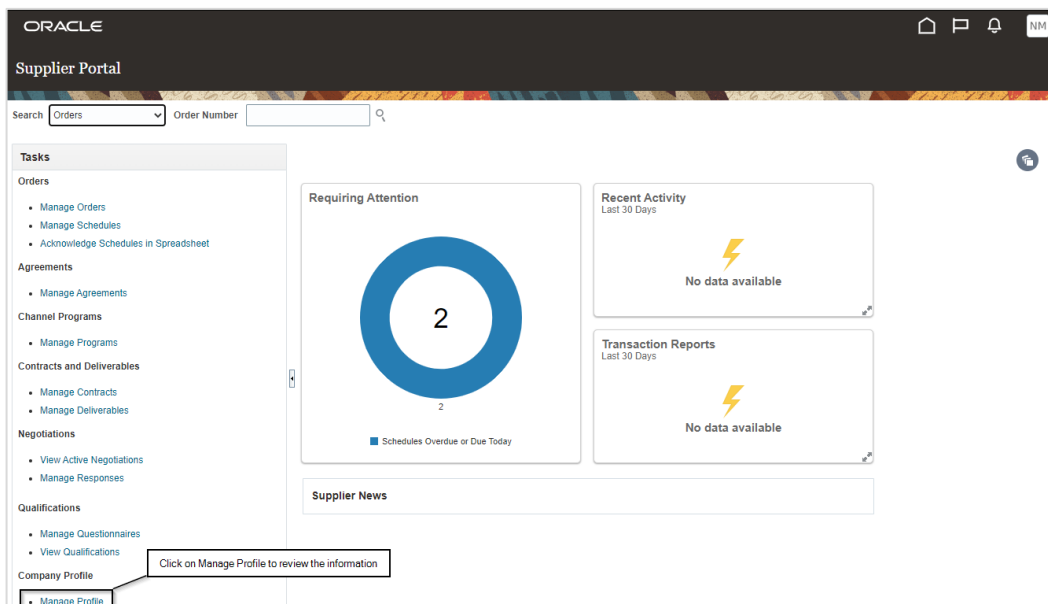 ORACLE
NM
Supplier Portal
Search Orders Order Number
Tasks
Orders
Manage Orders
Manage Schedules
Acknowledge Schedules in Spreadsheet
Agreements
Manage Agreements
Channel Programs
Manage Programs
Contracts and Deliverables
Manage Contracts
Manage Deliverables
Negotiations
View Active Negotiations
Manage Responses
Qualifications
Manage Questionnaires
View Qualifications
Company Profile
Manage Profile
Click on Manage Profile to review the information
Requiring Attention
2
2
Schedules Overdue or Due Today
Recent Activity
Last 30 Days
No data available
Transaction Reports
Last 30 Days
No data available
Supplier News